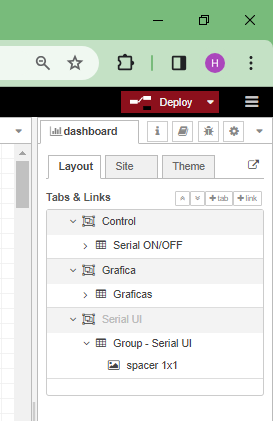 H
Deploy
dashboard
i
Layout Site Theme
Tabs & Links
+tab +link
Control
Serial ON/OFF
Grafica
Graficas
Serial UI
Group - Serial UI
spacer 1x1